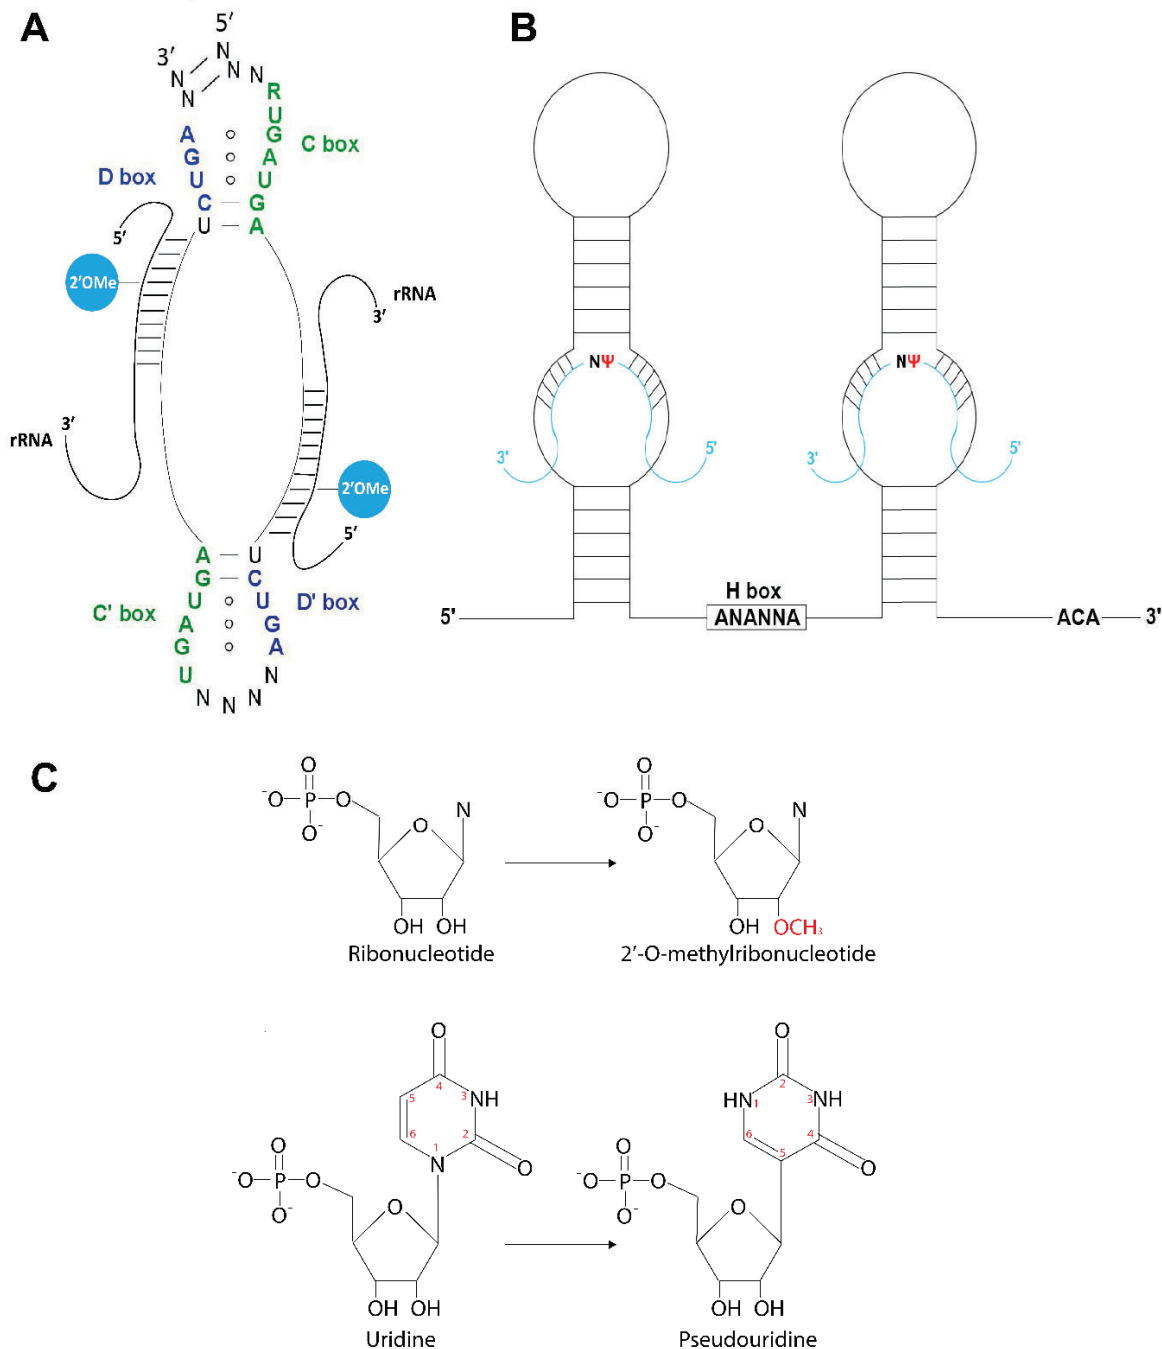 A
5′
3′
N
N
N
N
N
R
U
G
A
U
G
A
C box
A
G
U
C
U
D box
5′
2′OMe
rRNA
3′
rRNA
3′
2′OMe
5′
A
G
U
A
G
U
C' box
U
C
U
G
A
D' box
N
N
N
N
B
NΨ
NΨ
3'
5'
3'
5'
5'
H box
ANANNA
ACA
3'
C
O
⁻O P O
O⁻
O
N
OH OH
Ribonucleotide
O
⁻O P O
O⁻
O
N
OH OCH₃
2′-O-methylribonucleotide
O
4
5
3 NH
6
2
1
N
O
O
⁻O P O
O⁻
O
OH OH
Uridine
O
2
HN 1
3 NH
6
4
5
O
O
⁻O P O
O⁻
O
OH OH
Pseudouridine